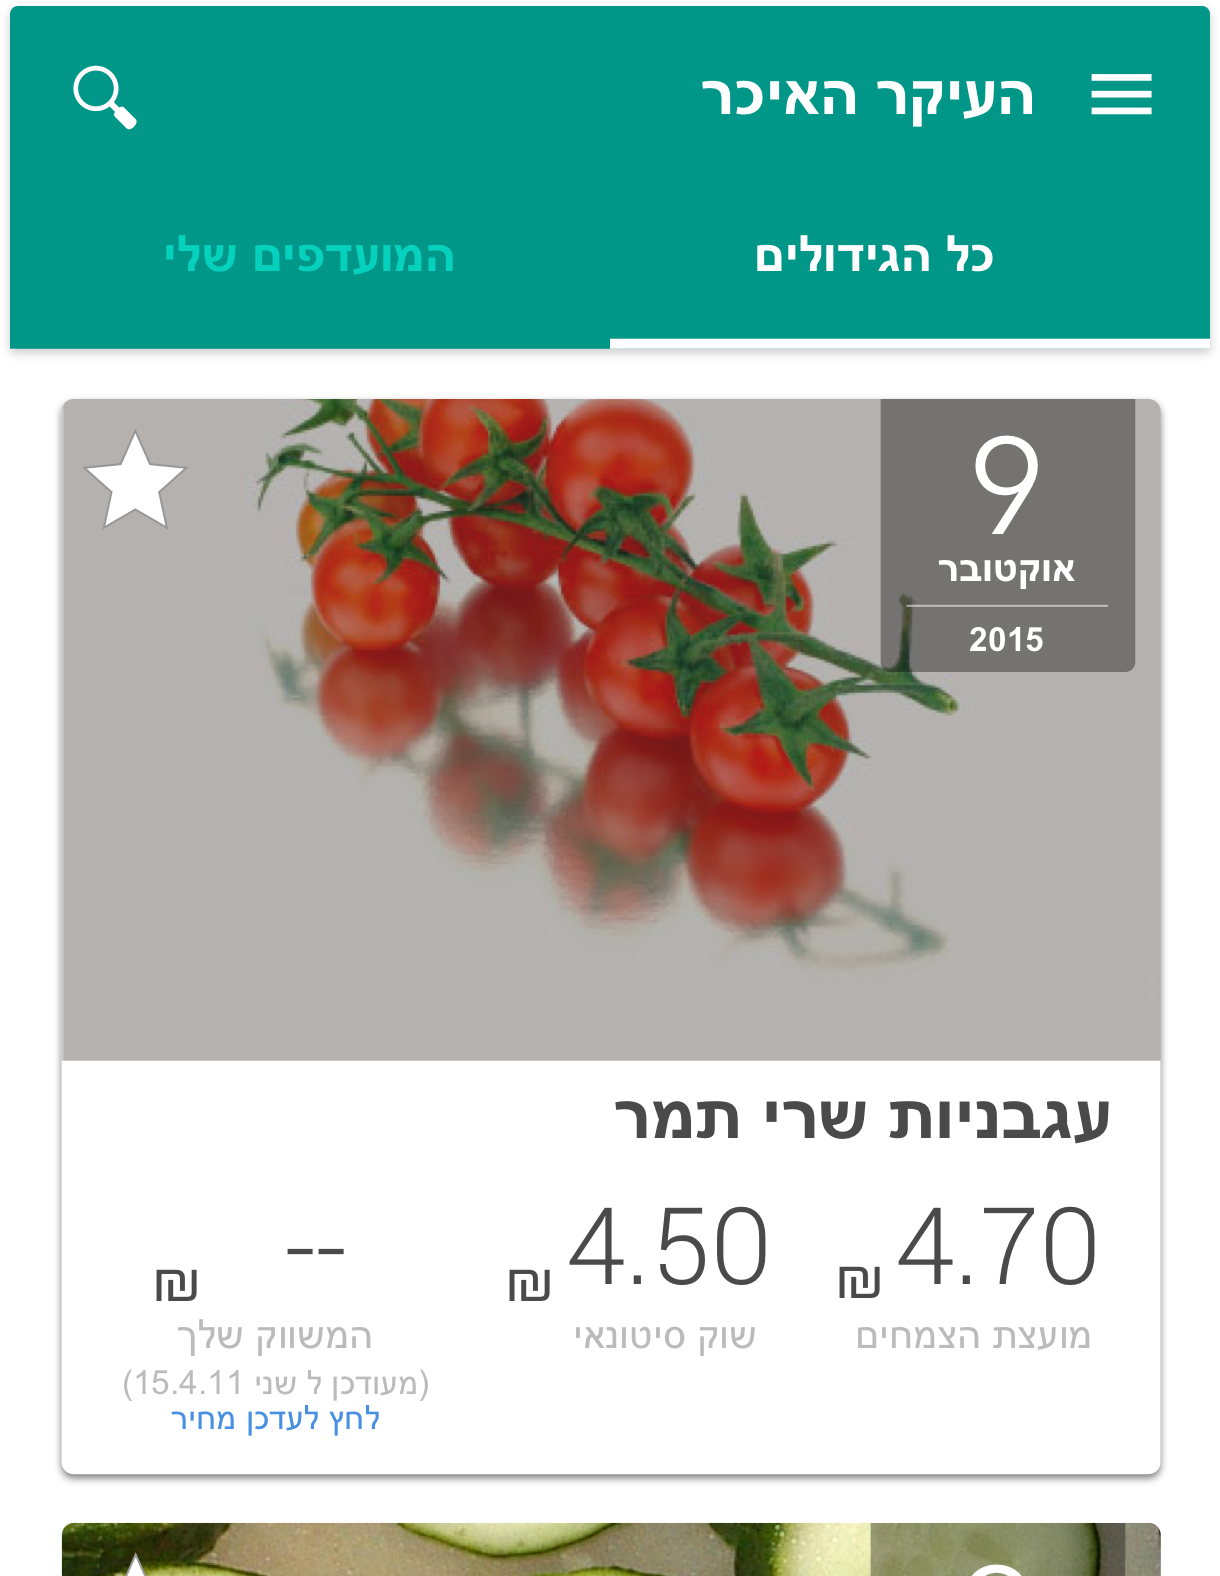 העיקר האיכר
כל הגידולים
המועדפים שלי
9
אוקטובר
2015
עגבניות שרי תמר
4.70 ₪
מועצת הצמחים
4.50 ₪
שוק סיטונאי
-- ₪
המשווק שלך
(מעודכן ל שני 15.4.11)
לחץ לעדכן מחיר